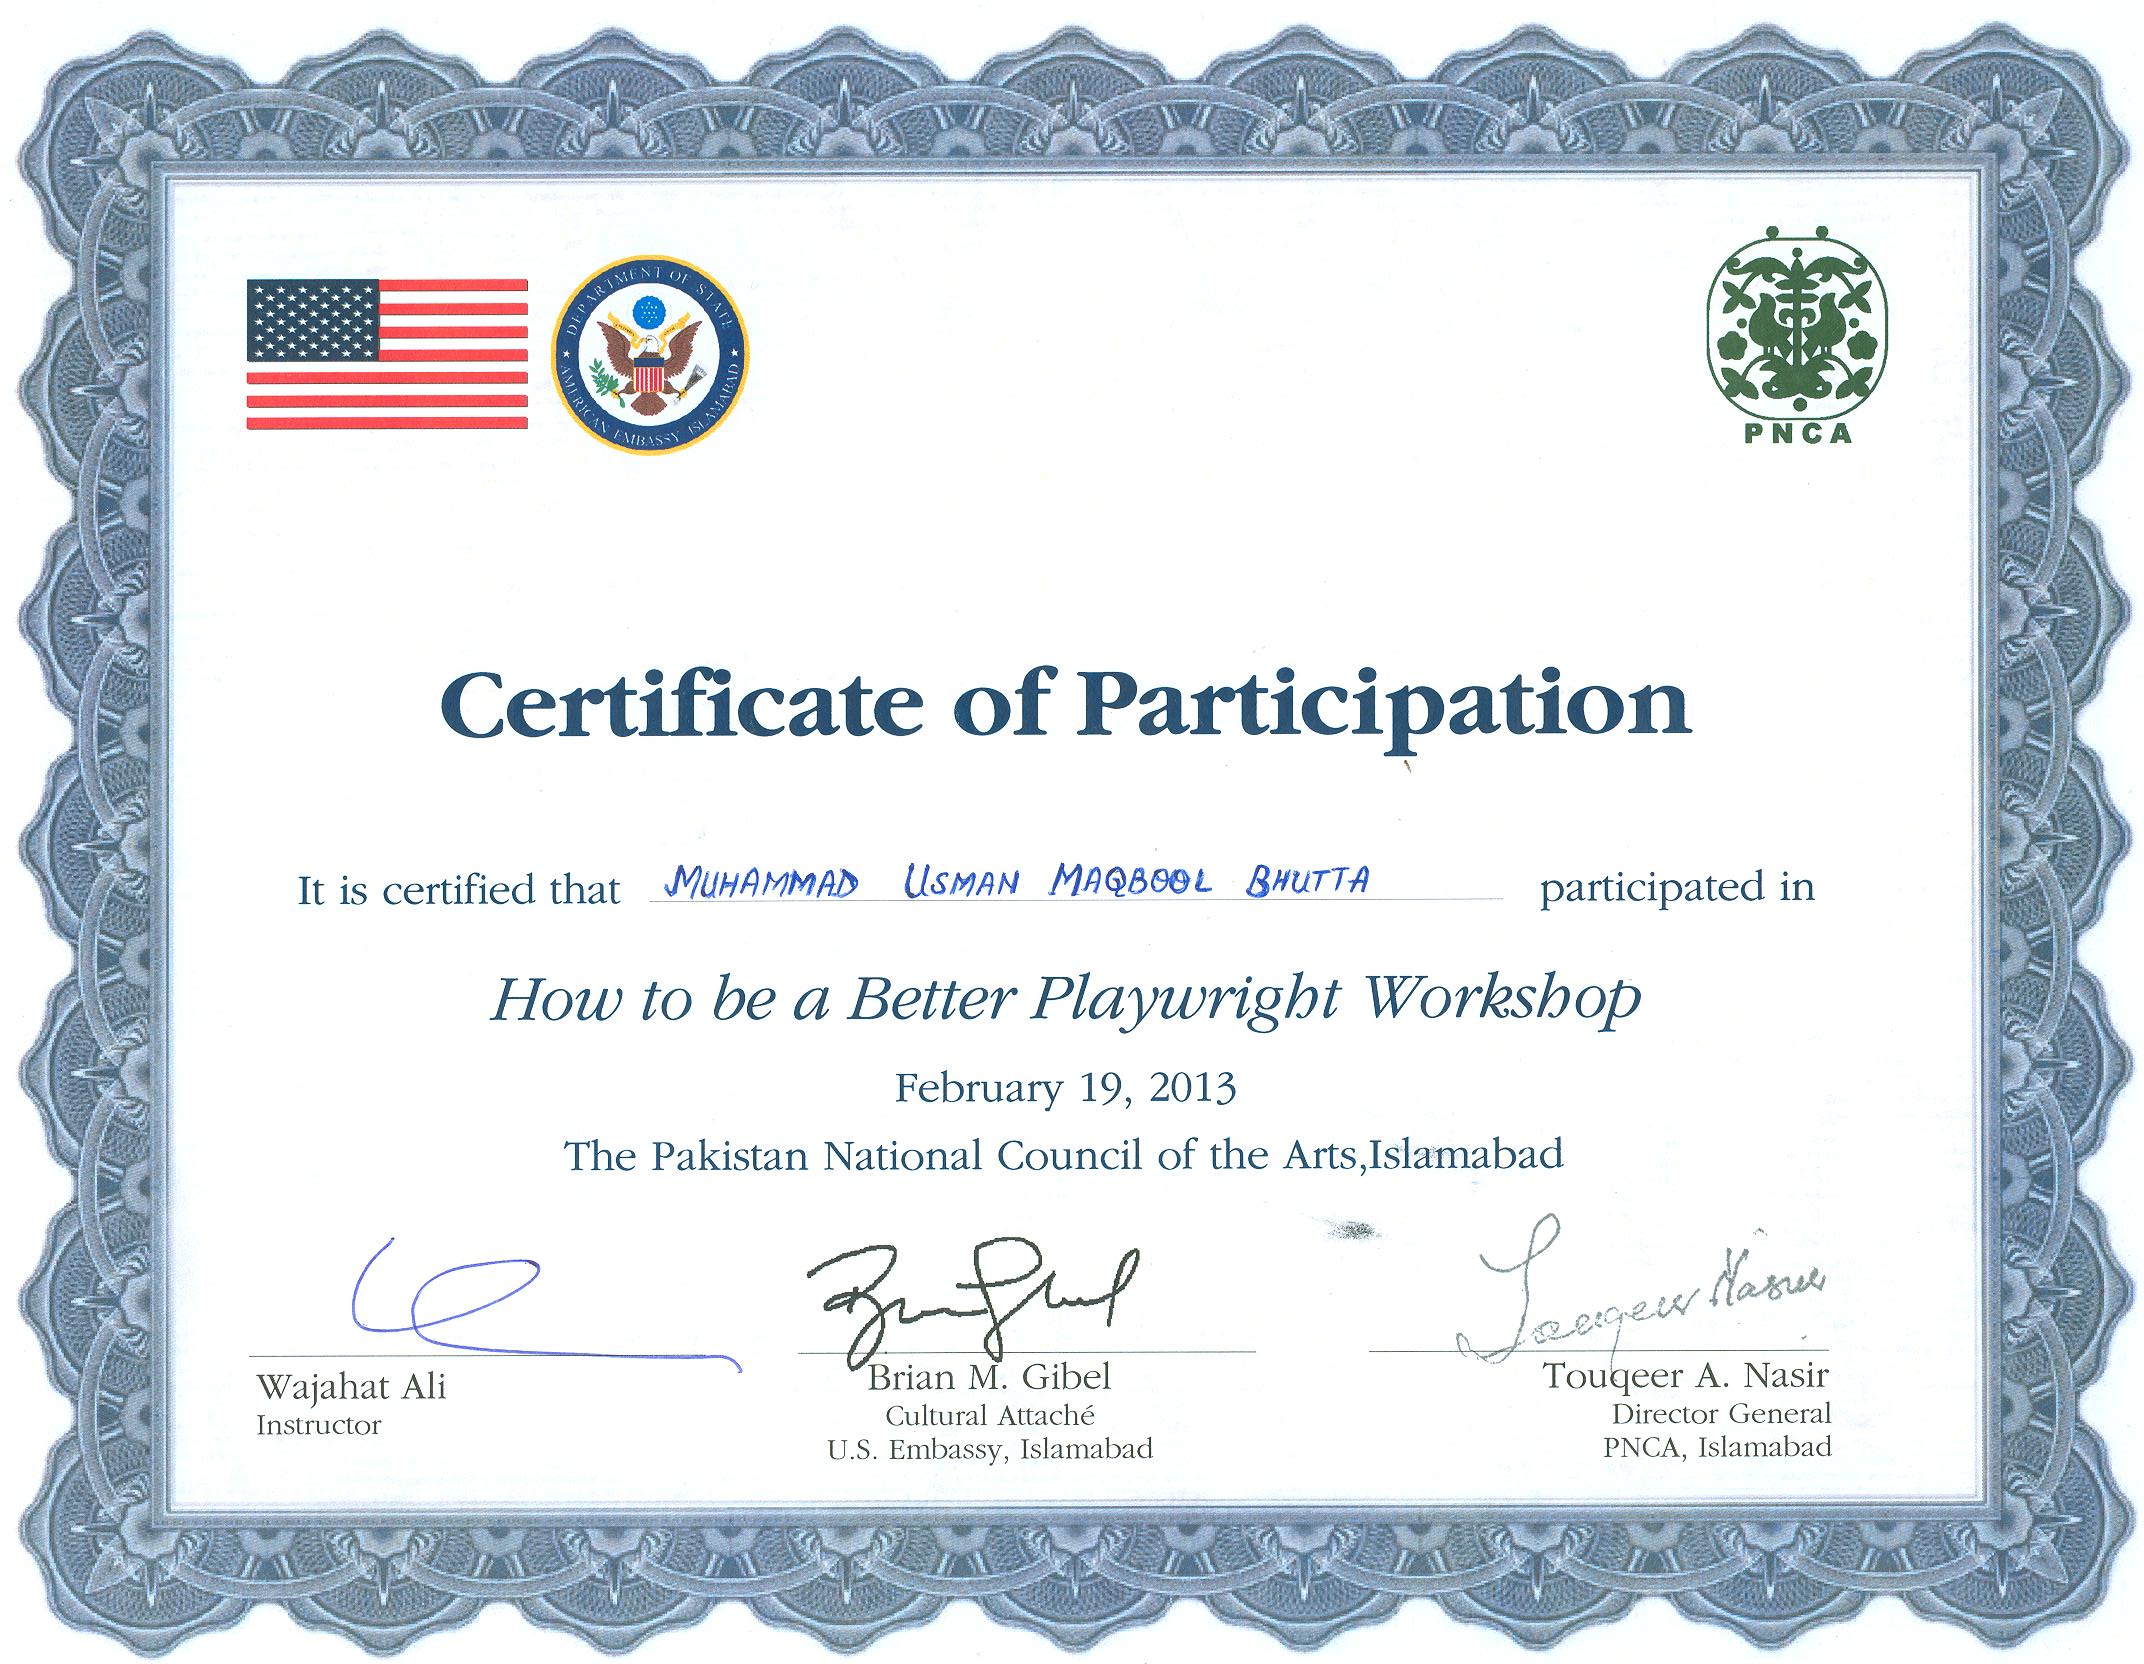 DEPARTMENT OF STATE
AMERICAN EMBASSY ISLAMABAD
PNCA
Certificate of Participation
It is certified that MUHAMMAD USMAN MAQBOOL BHUTTA participated in
How to be a Better Playwright Workshop
February 19, 2013
The Pakistan National Council of the Arts,Islamabad
Touqeer Nasir
Wajahat Ali
Instructor
Brian M. Gibel
Cultural Attaché
U.S. Embassy, Islamabad
Touqeer A. Nasir
Director General
PNCA, Islamabad